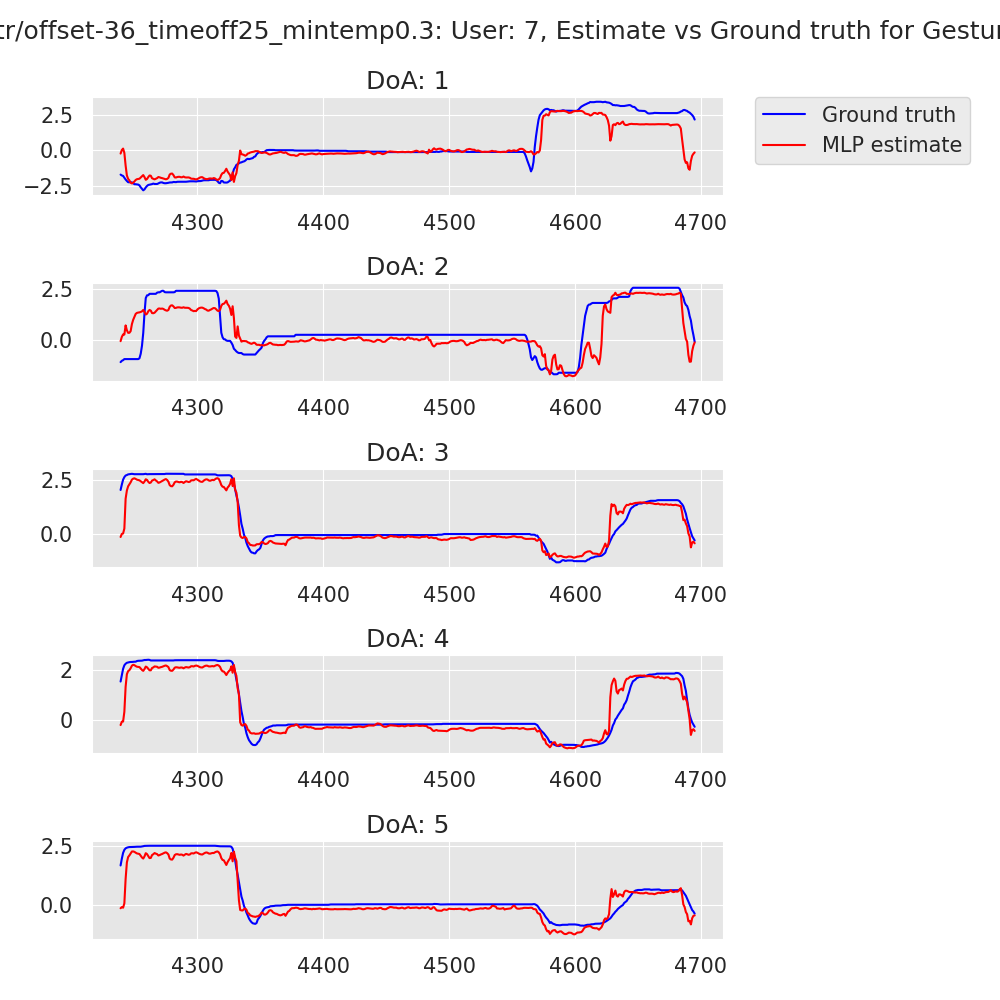 tr/offset-36_timeoff25_mintemp0.3: User: 7, Estimate vs Ground truth for Gestur
DoA: 1
2.5
0.0
−2.5
4300 4400 4500 4600 4700
Ground truth
MLP estimate
DoA: 2
2.5
0.0
4300 4400 4500 4600 4700
DoA: 3
2.5
0.0
4300 4400 4500 4600 4700
DoA: 4
2
0
4300 4400 4500 4600 4700
DoA: 5
2.5
0.0
4300 4400 4500 4600 4700